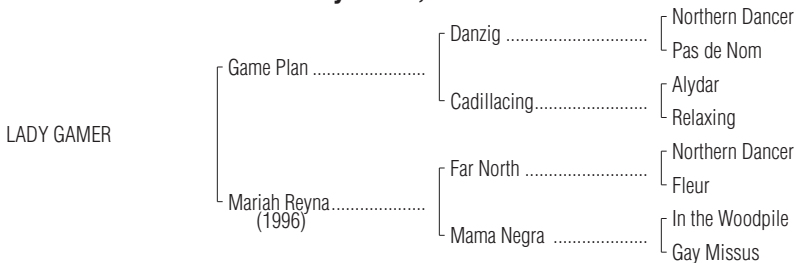 Northern Dancer
Danzig ..............................
Pas de Nom
Game Plan ........................
Alydar
Cadillacing........................
Relaxing
LADY GAMER
Northern Dancer
Far North ..........................
Fleur
Mariah Reyna....................
(1996)
In the Woodpile
Mama Negra ....................
Gay Missus